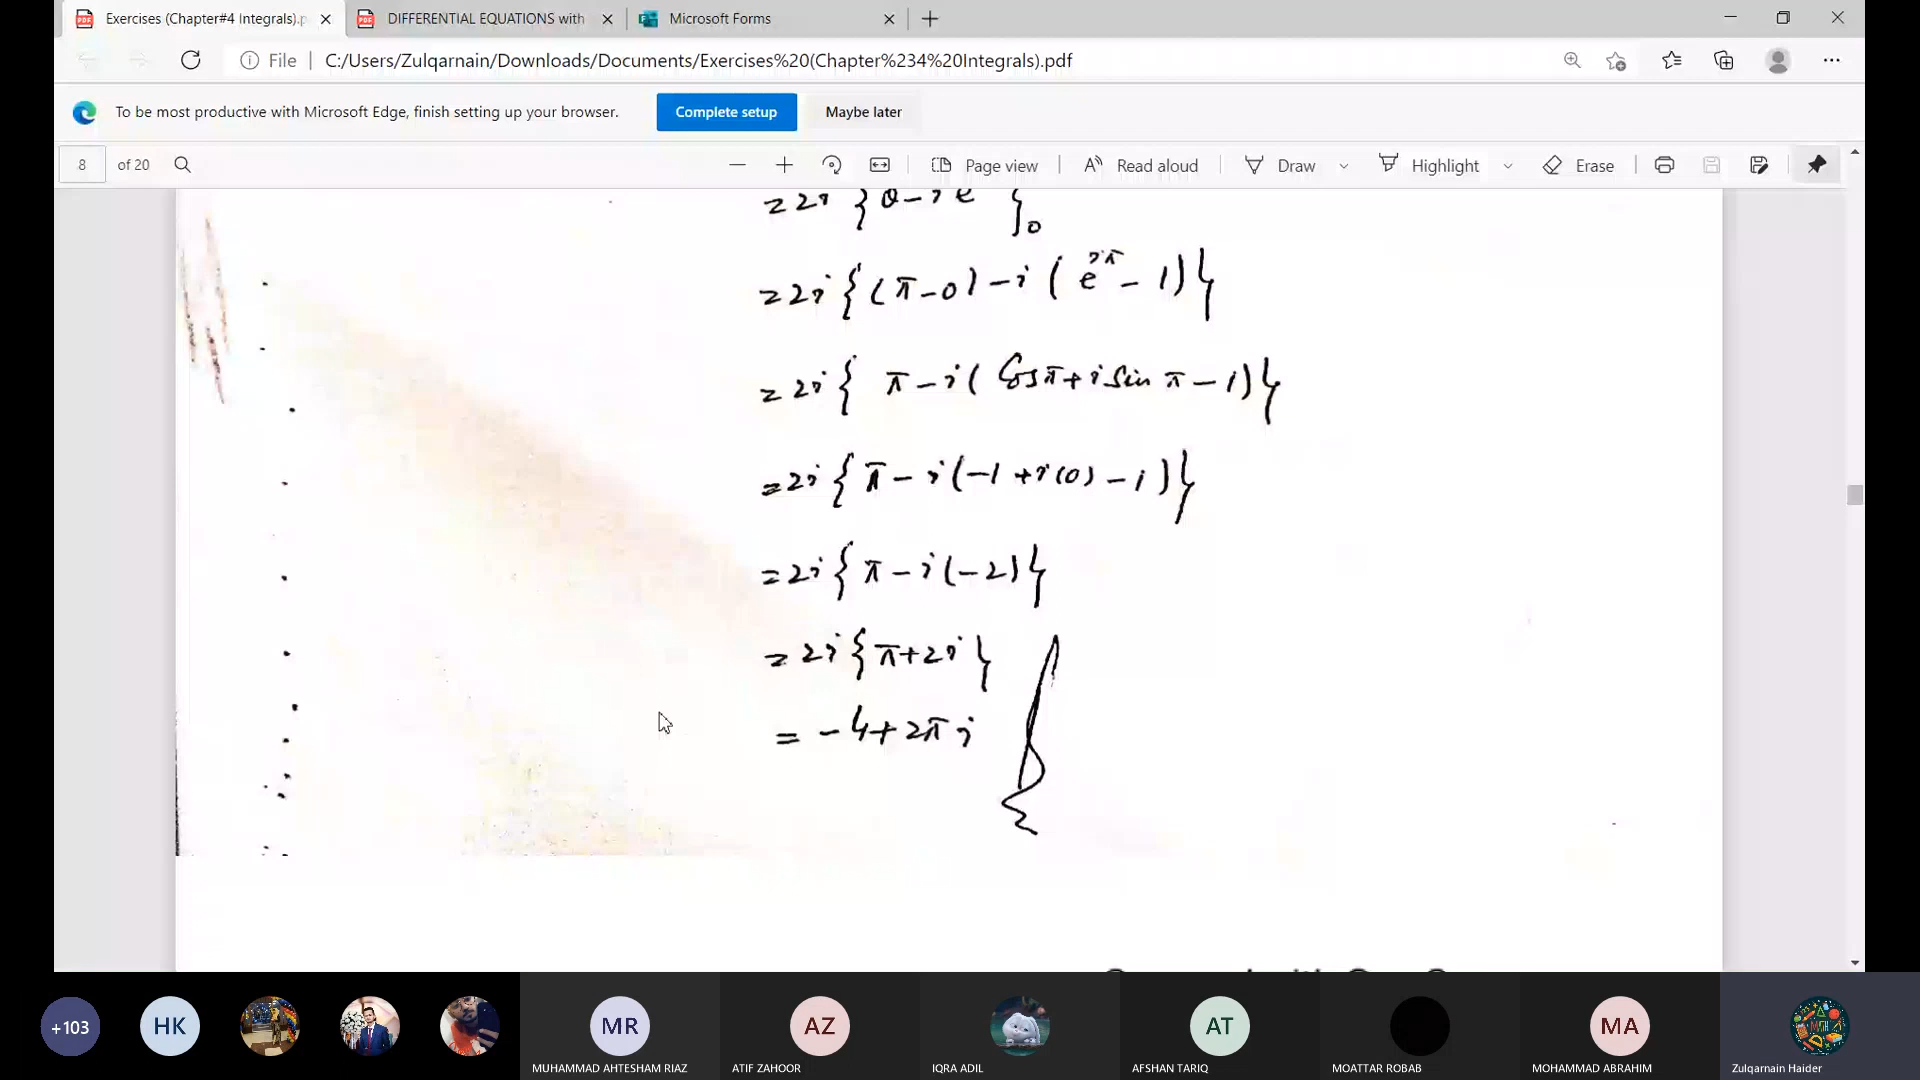 Exercises (Chapter#4 Integrals).p
DIFFERENTIAL EQUATIONS with
Microsoft Forms
File | C:/Users/Zulqarnain/Downloads/Documents/Exercises%20(Chapter%234%20Integrals).pdf
To be most productive with Microsoft Edge, finish setting up your browser. Complete setup Maybe later
8 of 20 Page view Read aloud Draw Highlight Erase
= 2i { θ - i e }₀
= 2i { (π - 0) - i ( e^{iπ} - 1) }
= 2i { π - i ( Cosπ + i Sin π - 1) }
= 2i { π - i (-1 + i(0) - 1) }
= 2i { π - i (-2) }
= 2i { π + 2i }
= -4 + 2π i
+103
HK
MR
AZ
AT
MA
MUHAMMAD AHTESHAM RIAZ
ATIF ZAHOOR
IQRA ADIL
AFSHAN TARIQ
MOATTAR ROBAB
MOHAMMAD ABRAHIM
Zulqarnain Haider